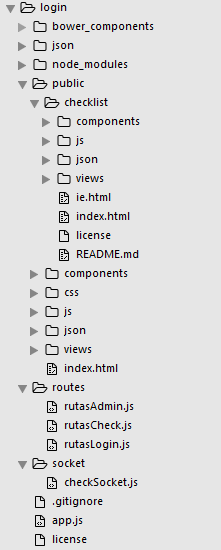 login
bower_components
json
node_modules
public
checklist
components
js
json
views
ie.html
index.html
license
README.md
components
css
js
json
views
index.html
routes
rutasAdmin.js
rutasCheck.js
rutasLogin.js
socket
checkSocket.js
.gitignore
app.js
license